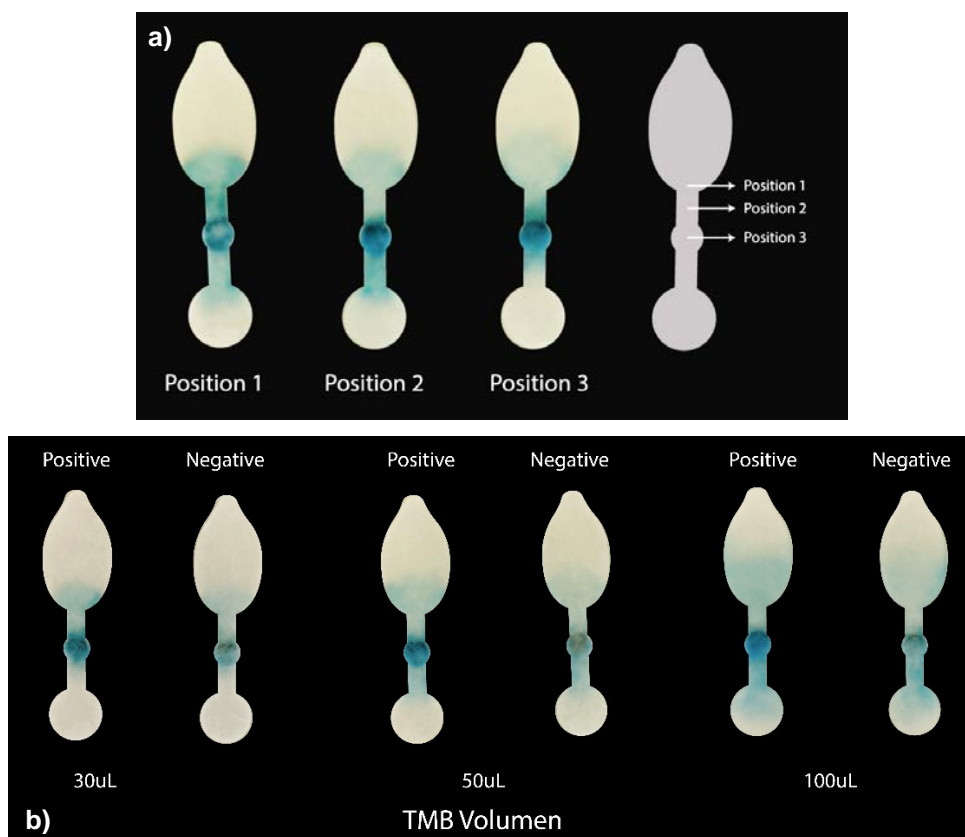 a)
Position 1
Position 2
Position 3
Position 1
Position 2
Position 3
Positive
Negative
Positive
Negative
Positive
Negative
30uL
50uL
100uL
b)
TMB Volumen